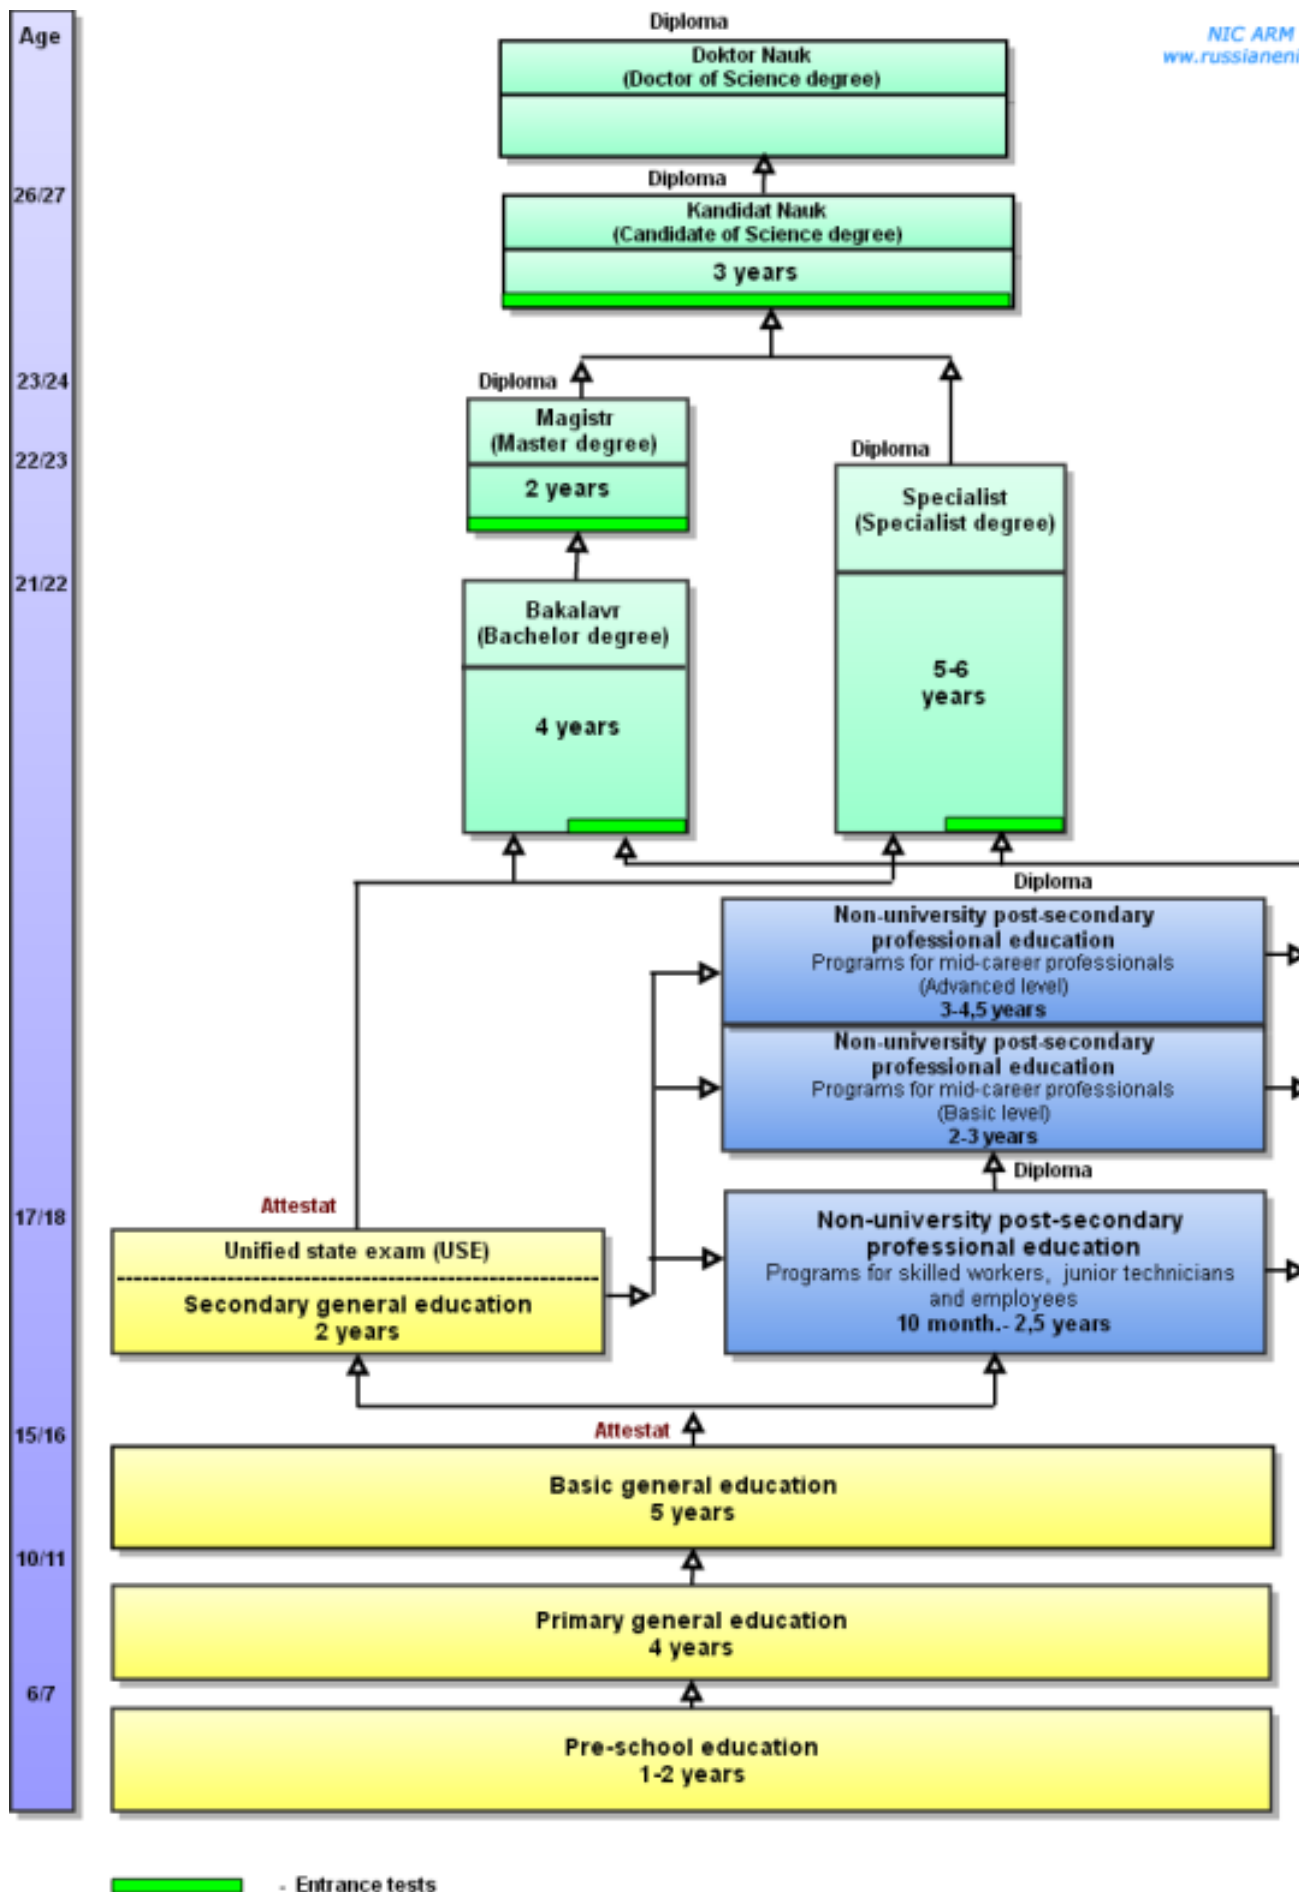 Age
NIC ARM
ww.russianeni
Diploma
Doktor Nauk
(Doctor of Science degree)
26/27
Diploma
Kandidat Nauk
(Candidate of Science degree)
3 years
23/24
Diploma
Magistr
(Master degree)
2 years
22/23
Diploma
Specialist
(Specialist degree)
5-6
years
21/22
Bakalavr
(Bachelor degree)
4 years
Diploma
Non-university post-secondary
professional education
Programs for mid-career professionals
(Advanced level)
3-4,5 years
Non-university post-secondary
professional education
Programs for mid-career professionals
(Basic level)
2-3 years
Diploma
17/18
Attestat
Unified state exam (USE)
Secondary general education
2 years
Non-university post-secondary
professional education
Programs for skilled workers, junior technicians
and employees
10 month.- 2,5 years
15/16
Attestat
Basic general education
5 years
10/11
Primary general education
4 years
6/7
Pre-school education
1-2 years
- Entrance tests